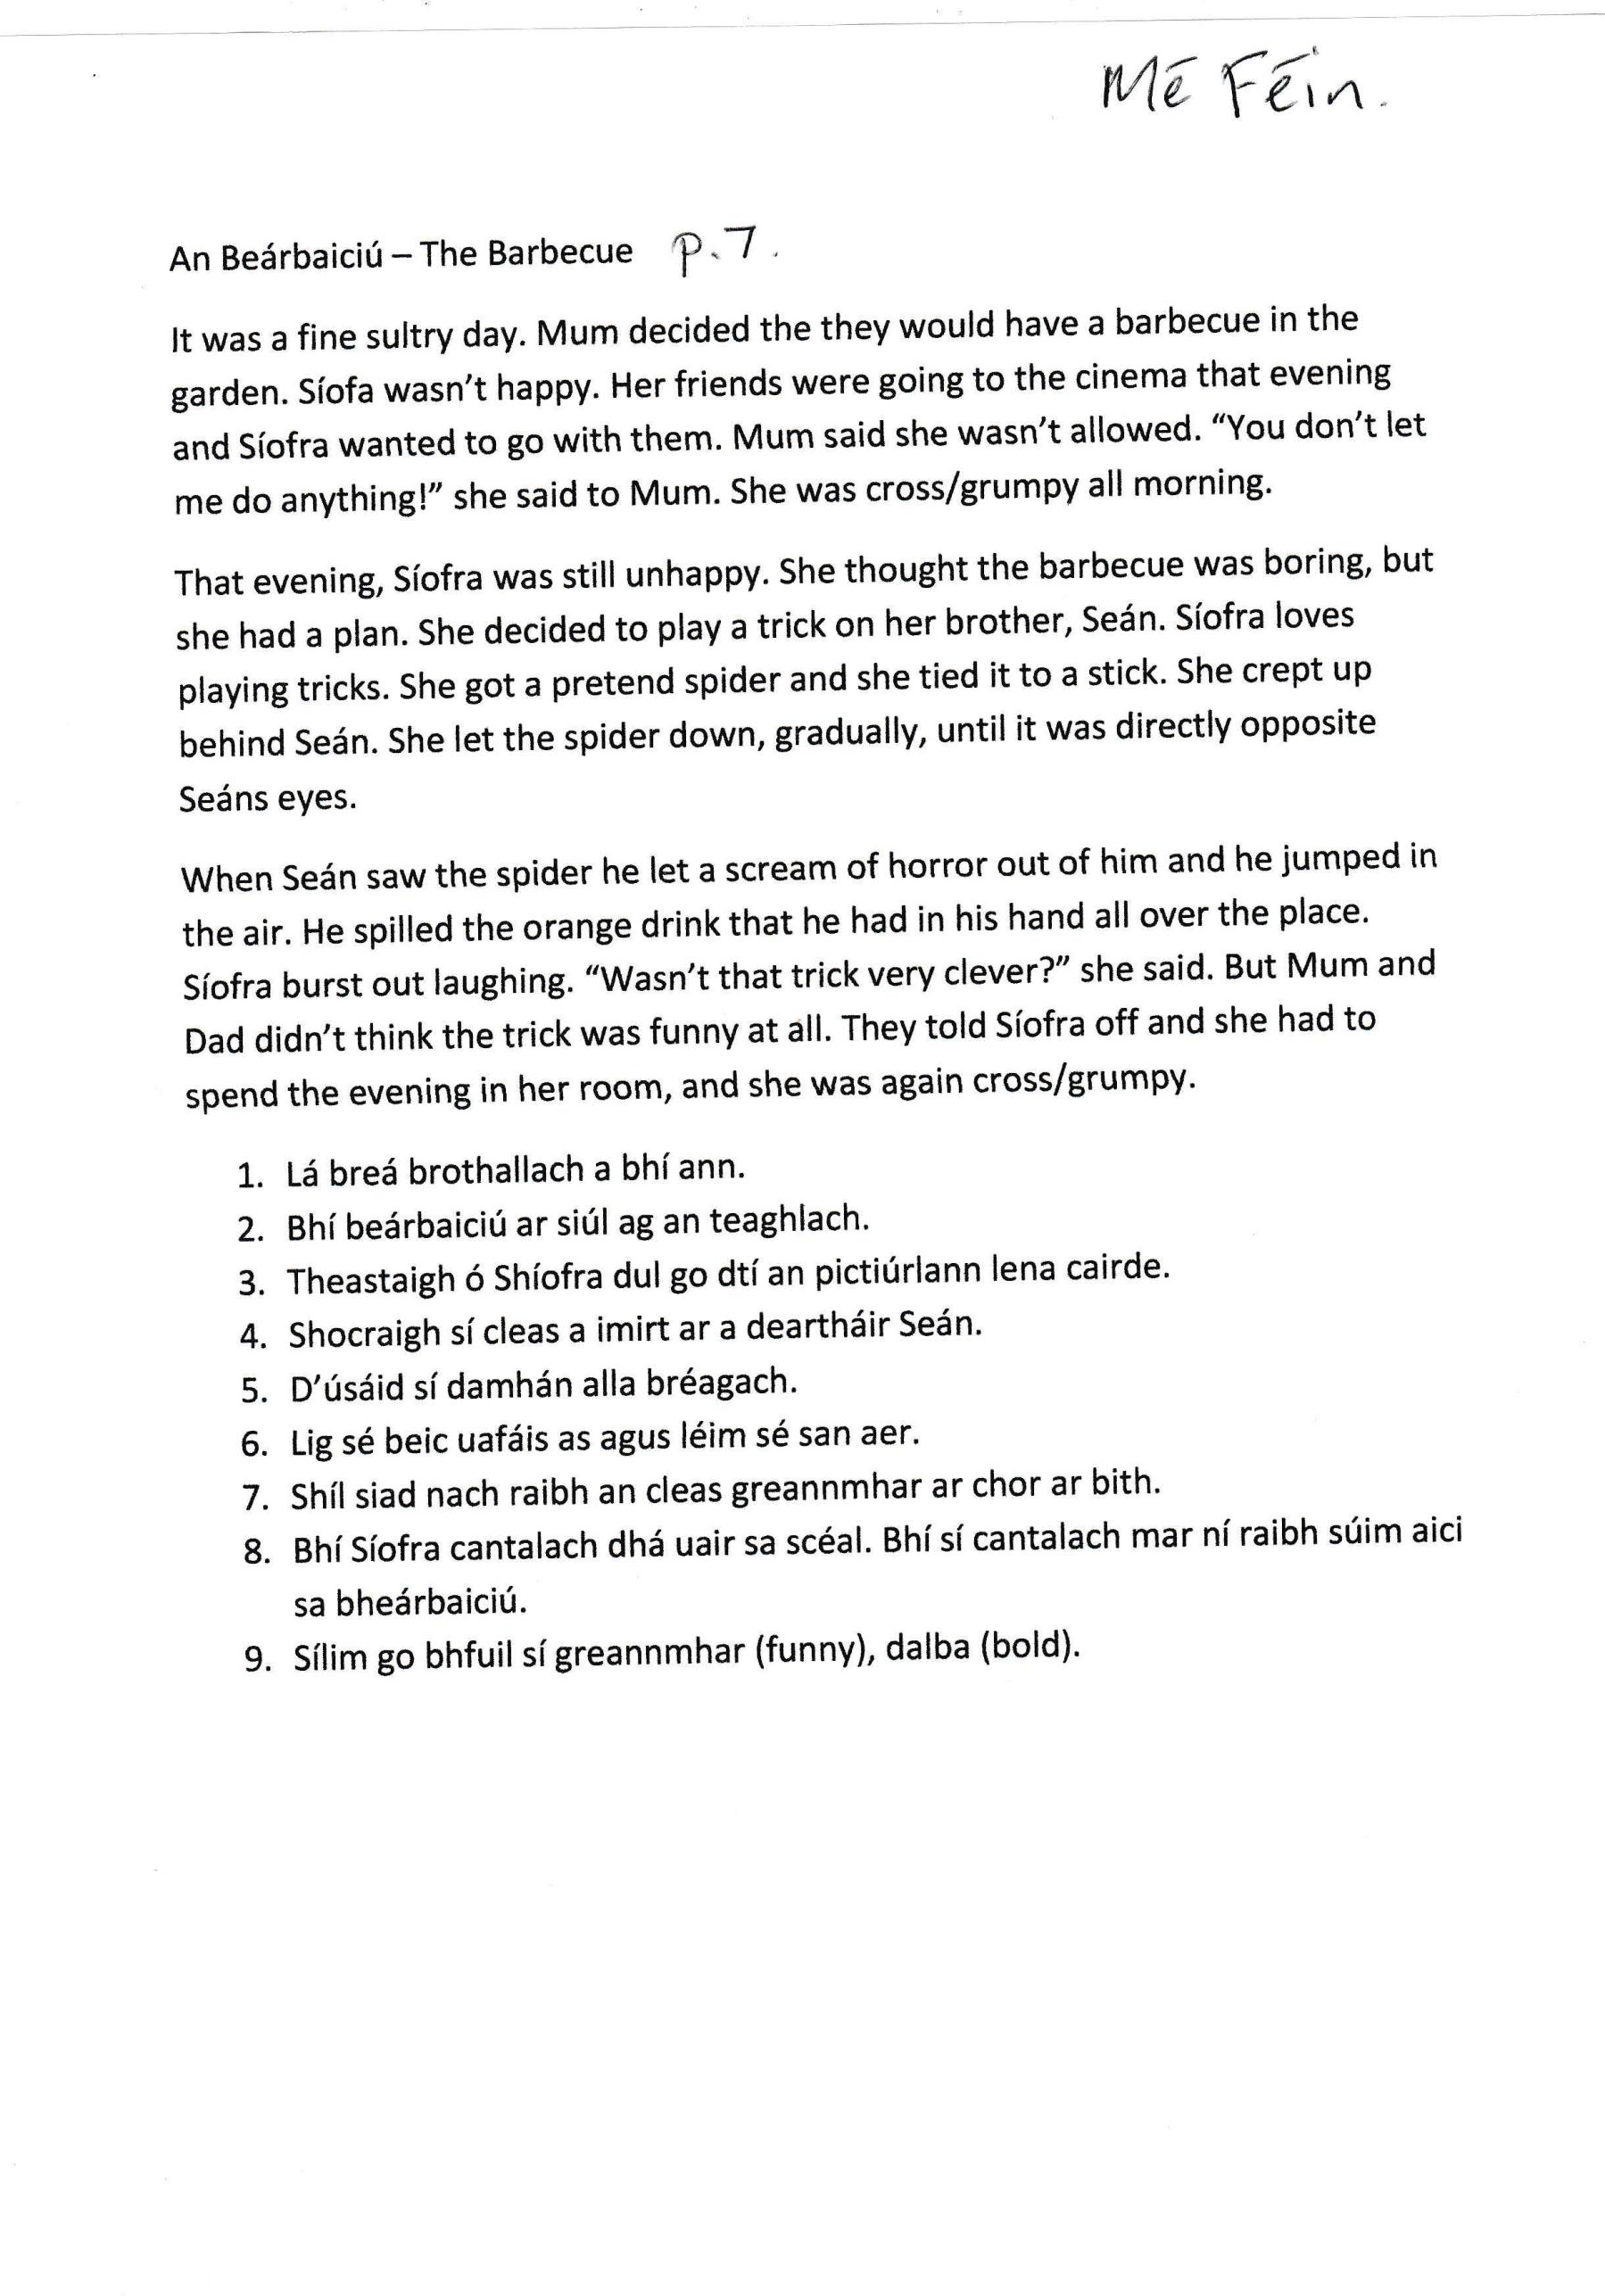 Mé Féin.
An Beárbaiciú – The Barbecue p.7.
It was a fine sultry day. Mum decided the they would have a barbecue in the
garden. Síofa wasn't happy. Her friends were going to the cinema that evening
and Síofra wanted to go with them. Mum said she wasn't allowed. “You don't let
me do anything!” she said to Mum. She was cross/grumpy all morning.
That evening, Síofra was still unhappy. She thought the barbecue was boring, but
she had a plan. She decided to play a trick on her brother, Seán. Síofra loves
playing tricks. She got a pretend spider and she tied it to a stick. She crept up
behind Seán. She let the spider down, gradually, until it was directly opposite
Seáns eyes.
When Seán saw the spider he let a scream of horror out of him and he jumped in
the air. He spilled the orange drink that he had in his hand all over the place.
Síofra burst out laughing. “Wasn't that trick very clever?” she said. But Mum and
Dad didn't think the trick was funny at all. They told Síofra off and she had to
spend the evening in her room, and she was again cross/grumpy.
1. Lá breá brothallach a bhí ann.
2. Bhí beárbaiciú ar siúl ag an teaghlach.
3. Theastaigh ó Shíofra dul go dtí an pictiúrlann lena cairde.
4. Shocraigh sí cleas a imirt ar a deartháir Seán.
5. D'úsáid sí damhán alla bréagach.
6. Lig sé beic uafáis as agus léim sé san aer.
7. Shíl siad nach raibh an cleas greannmhar ar chor ar bith.
8. Bhí Síofra cantalach dhá uair sa scéal. Bhí sí cantalach mar ní raibh súim aici
sa bheárbaiciú.
9. Sílim go bhfuil sí greannmhar (funny), dalba (bold).